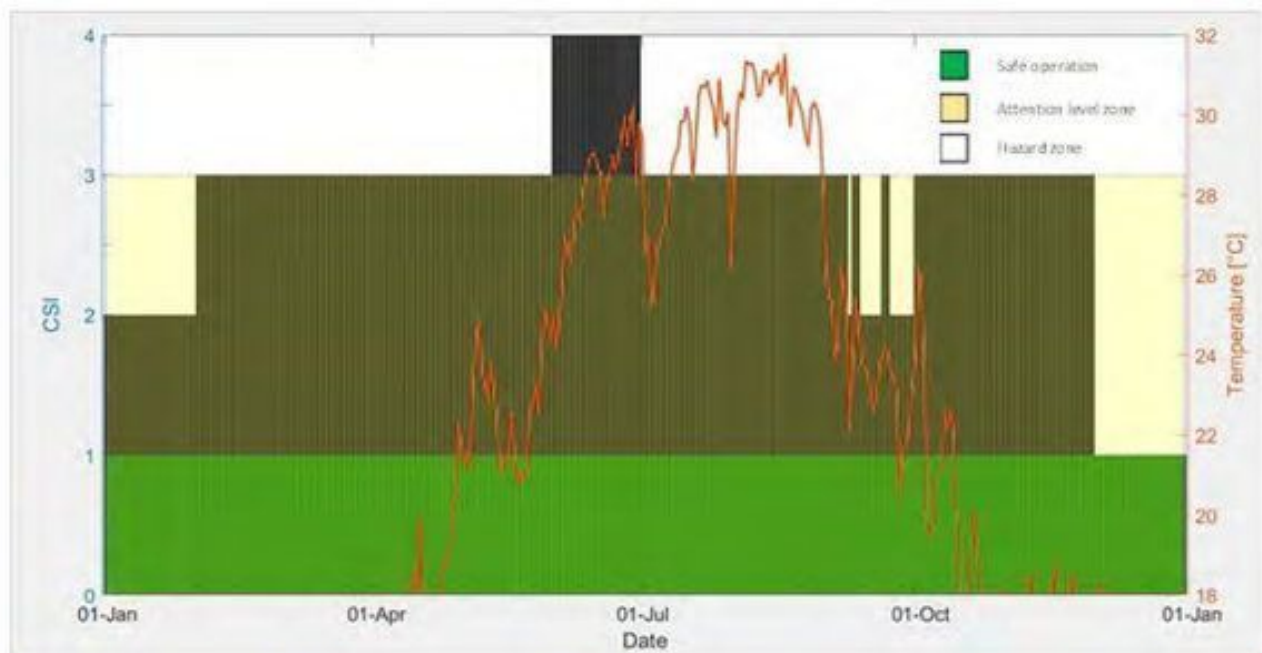 4
3
2
1
0
CSI
Safe operation
Attention level zone
Hazard zone
32
30
28
26
24
22
20
18
Temperature [°C]
01-Jan
01-Apr
01-Jul
01-Oct
01-Jan
Date